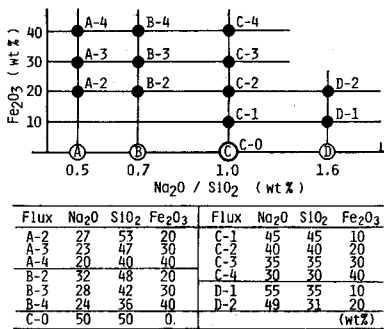 Fe2O3 (wt%)
40
30
20
10
A-4 B-4 C-4
A-3 B-3 C-3
A-2 B-2 C-2 D-2
C-1 D-1
A B C C-0 D
0.5 0.7 1.0 1.6
Na2O / SiO2 (wt%)
Flux Na2O SiO2 Fe2O3 Flux Na2O SiO2 Fe2O3
A-2 27 53 20 C-1 45 45 10
A-3 23 47 30 C-2 40 40 20
A-4 20 40 40 C-3 35 35 30
B-2 32 48 20 C-4 30 30 40
B-3 28 42 30 D-1 55 35 10
B-4 24 36 40 D-2 49 31 20
C-0 50 50 0. (wt%)